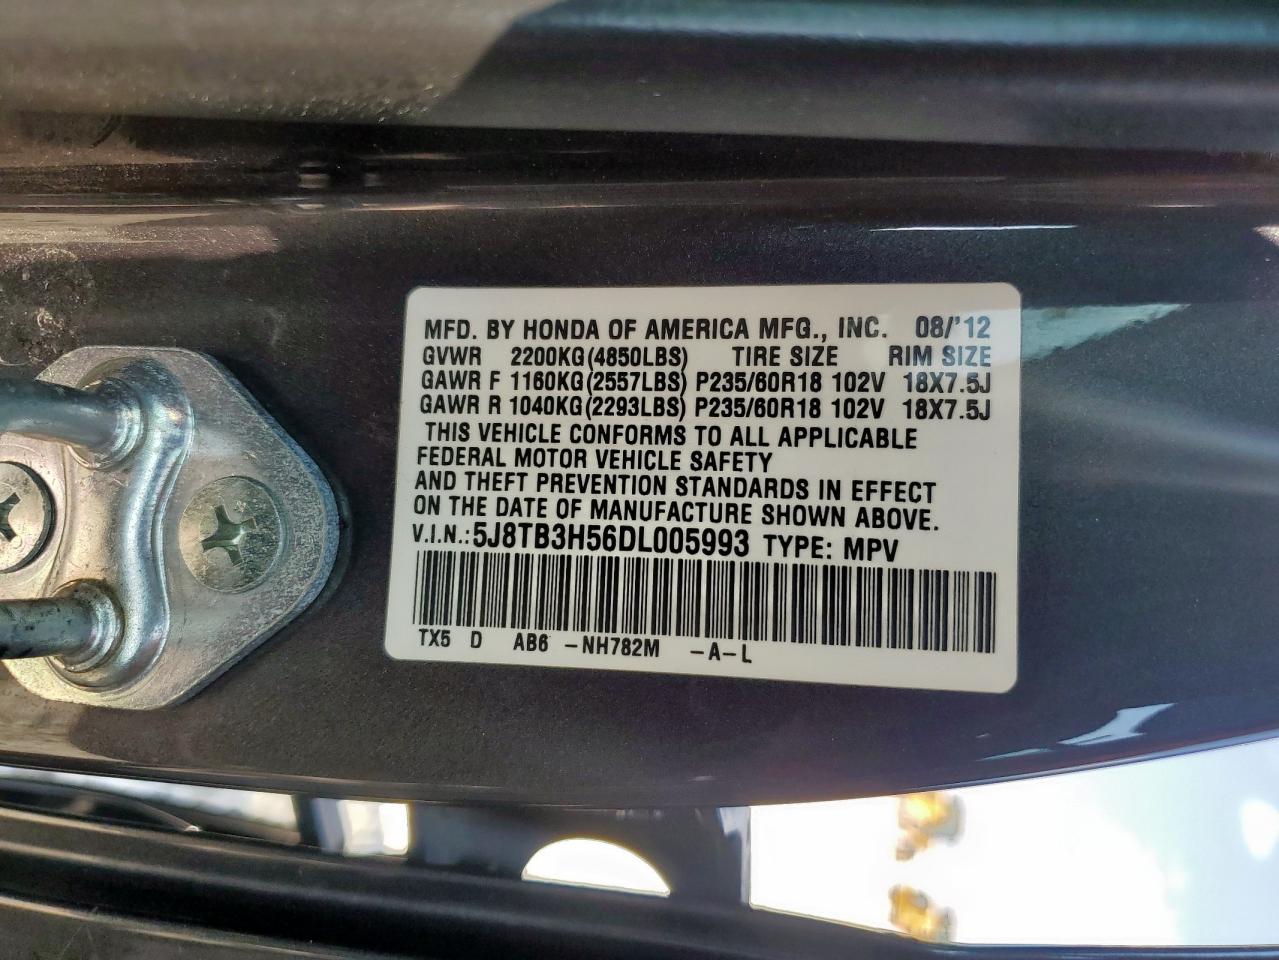 MFD. BY HONDA OF AMERICA MFG., INC. 08/'12
GVWR 2200KG(4850LBS) TIRE SIZE RIM SIZE
GAWR F 1160KG(2557LBS) P235/60R18 102V 18X7.5J
GAWR R 1040KG(2293LBS) P235/60R18 102V 18X7.5J
THIS VEHICLE CONFORMS TO ALL APPLICABLE
FEDERAL MOTOR VEHICLE SAFETY
AND THEFT PREVENTION STANDARDS IN EFFECT
ON THE DATE OF MANUFACTURE SHOWN ABOVE.
V.I.N.: 5J8TB3H56DL005993 TYPE: MPV
TX5 D AB6 -NH782M -A-L